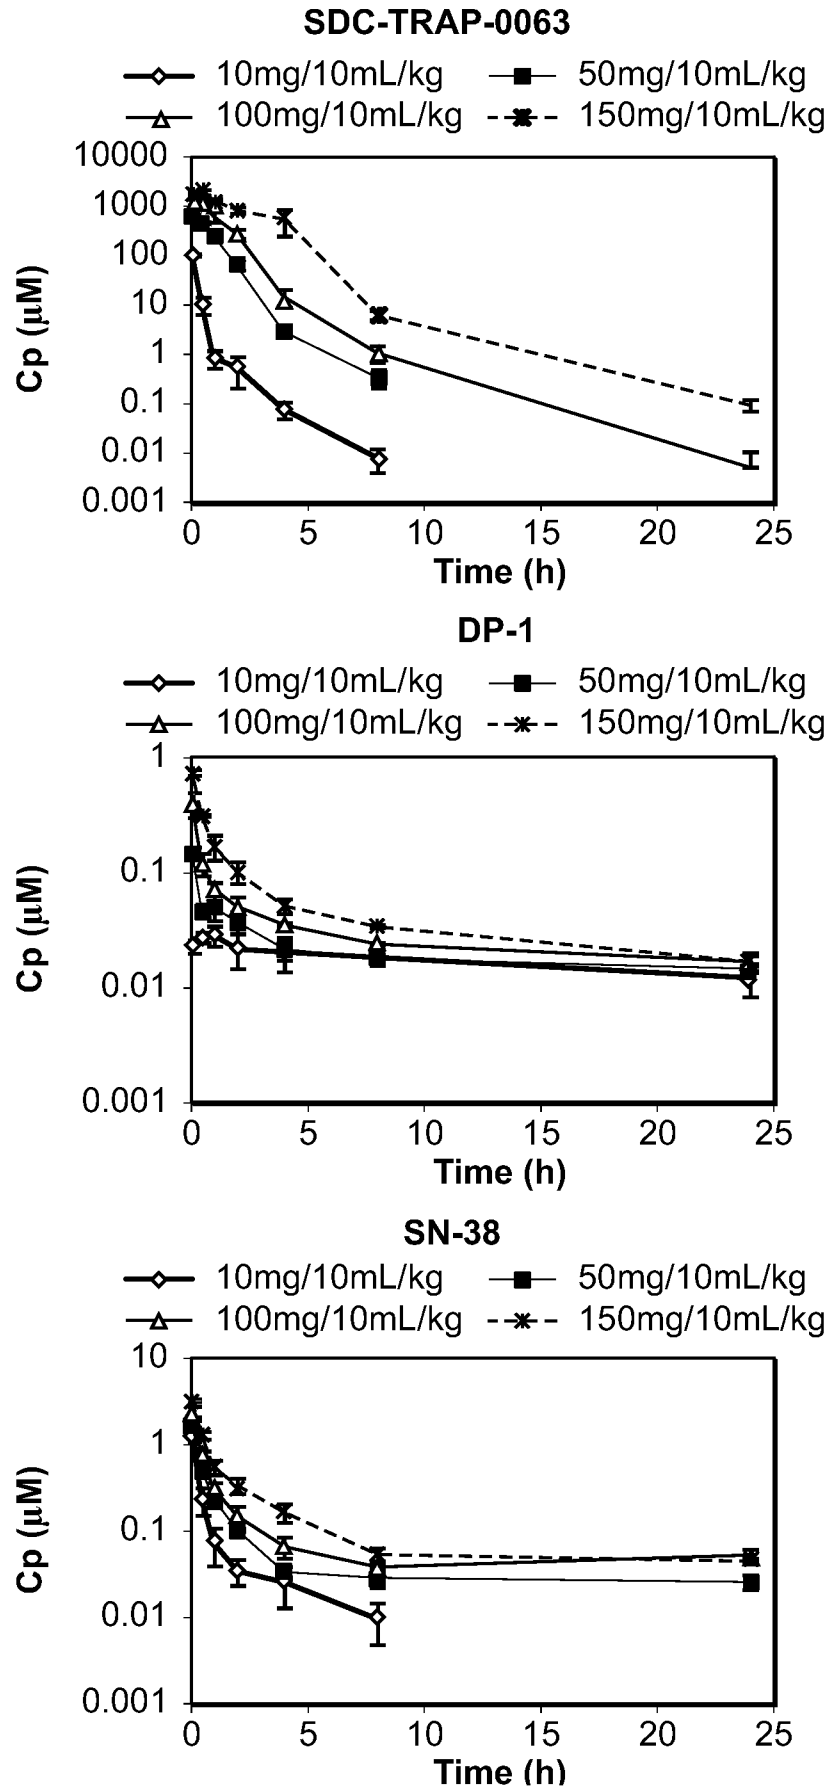 SDC-TRAP-0063
10mg/10mL/kg 50mg/10mL/kg
100mg/10mL/kg 150mg/10mL/kg
10000
1000
100
10
1
0.1
0.01
0.001
Cp (μM)
0 5 10 15 20 25
Time (h)
DP-1
10mg/10mL/kg 50mg/10mL/kg
100mg/10mL/kg 150mg/10mL/kg
1
0.1
0.01
0.001
Cp (μM)
0 5 10 15 20 25
Time (h)
SN-38
10mg/10mL/kg 50mg/10mL/kg
100mg/10mL/kg 150mg/10mL/kg
10
1
0.1
0.01
0.001
Cp (μM)
0 5 10 15 20 25
Time (h)